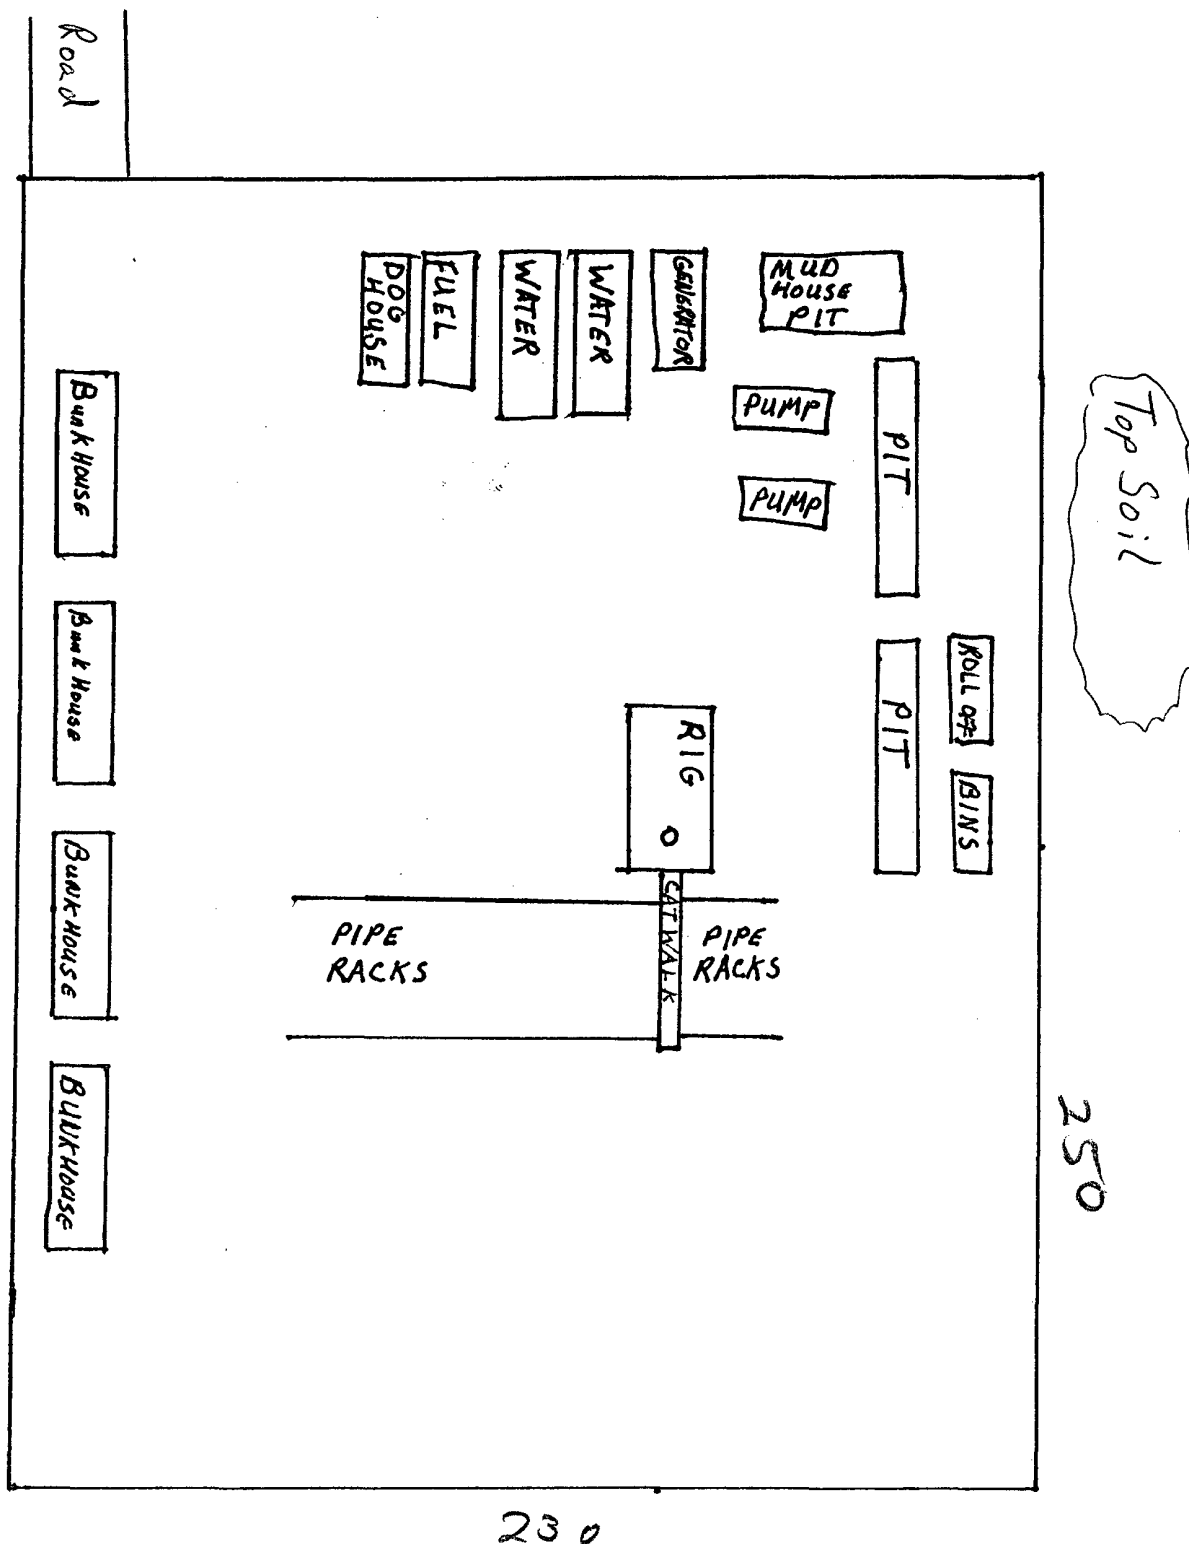 Road
MUD
HOUSE
PIT
GENERATOR
WATER
WATER
FUEL
DOG
HOUSE
PUMP
PUMP
PIT
Top Soil
BunkHouse
Bunk House
BUNKHOUSE
BUNKHOUSE
ROLL OFF
BINS
PIT
RIG
CATWALK
PIPE
RACKS
PIPE
RACKS
250
230